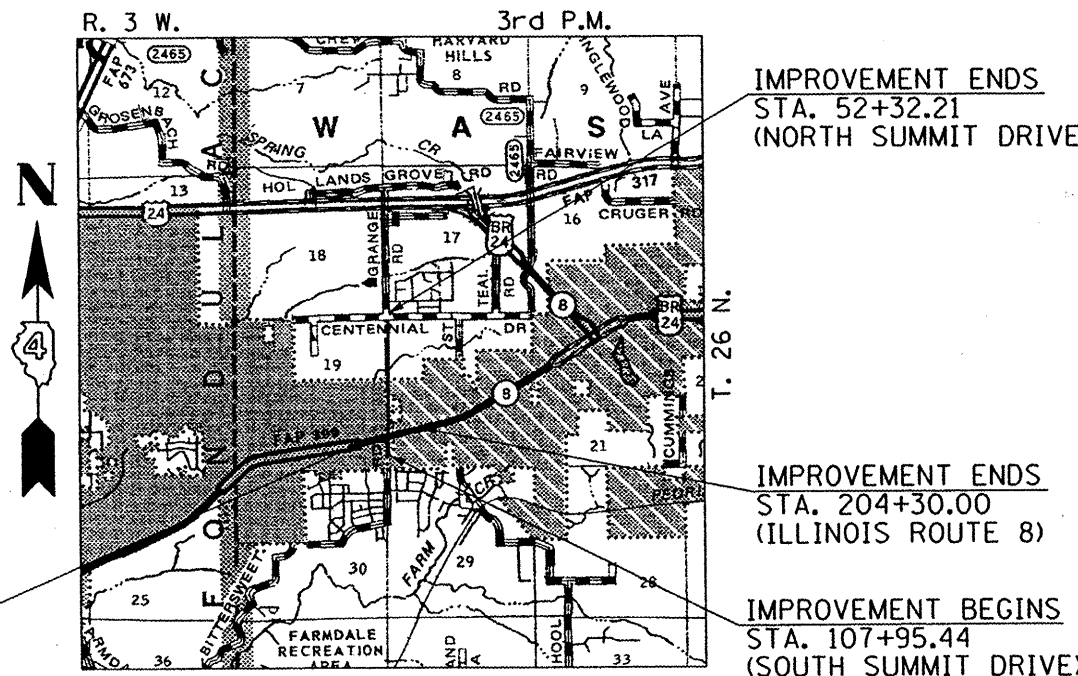 R. 3 W.
3rd P.M.
IMPROVEMENT ENDS
STA. 52+32.21
(NORTH SUMMIT DRIVE
N
4
T. 26 N.
IMPROVEMENT ENDS
STA. 204+30.00
(ILLINOIS ROUTE 8)
IMPROVEMENT BEGINS
STA. 107+95.44
(SOUTH SUMMIT DRIVE)
FAP 673
2465
12
7
HARVARD
HILLS
8
RD
2465
9
INGLEWOOD
AVE
LA
W A S
GROSENBACH
RD
13
SPRING CR
HOLLANDS GROVE RD
2465
FAIRVIEW
RD
FAP 317
16
CRUGER RD
24
18
GRANGE
RD
17
BR
24
TEAL
RD
8
BR
24
CENTENNIAL DR
ST
19
8
CUMMINGS
21
F O N D U L A C
25
36
BITTERSWEET
30
FARM CR
29
28
FARMDALE
RECREATION
AREA
33